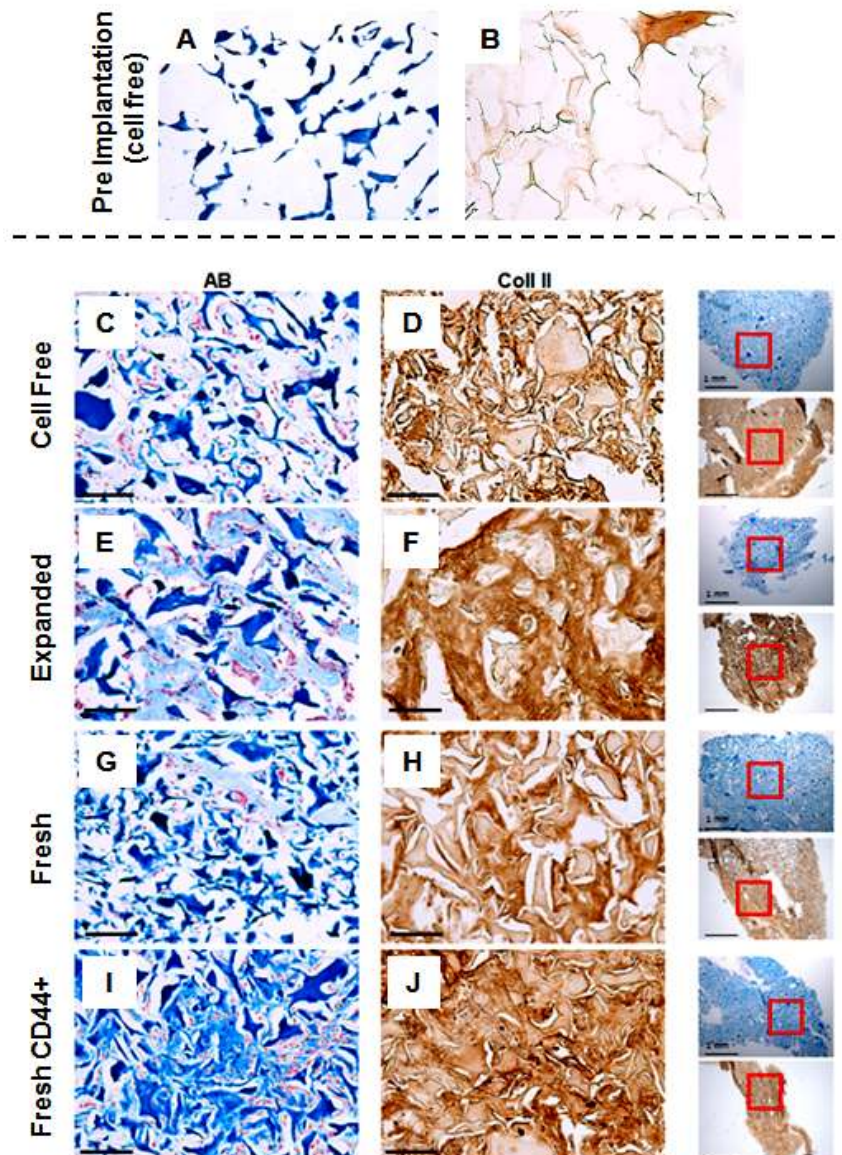 A
B
Pre Implantation
(cell free)
AB
Coll II
Cell Free
C
D
1 mm
Expanded
E
F
1 mm
Fresh
G
H
1 mm
Fresh CD44+
I
J
1 mm